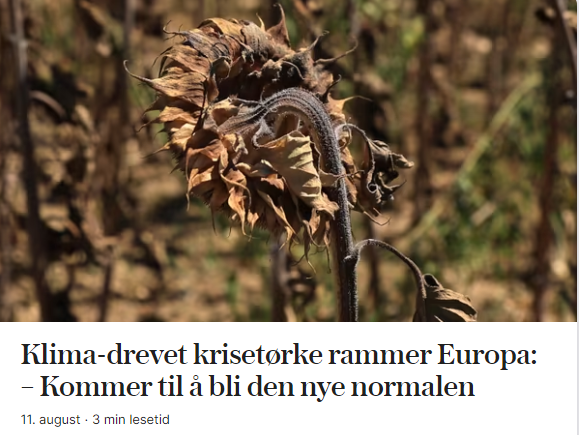 Klima-drevet krisetørke rammer Europa:
– Kommer til å bli den nye normalen
11. august · 3 min lesetid